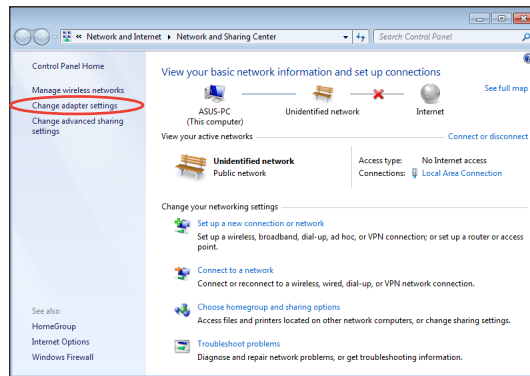 « Network and Internet ▸ Network and Sharing Center
Search Control Panel
Control Panel Home
Manage wireless networks
Change adapter settings
Change advanced sharing
settings
See also
HomeGroup
Internet Options
Windows Firewall
View your basic network information and set up connections
See full map
ASUS-PC
(This computer)
Unidentified network
Internet
View your active networks
Connect or disconnect
Unidentified network
Public network
Access type: No Internet access
Connections: Local Area Connection
Change your networking settings
Set up a new connection or network
Set up a wireless, broadband, dial-up, ad hoc, or VPN connection; or set up a router or access
point.
Connect to a network
Connect or reconnect to a wireless, wired, dial-up, or VPN network connection.
Choose homegroup and sharing options
Access files and printers located on other network computers, or change sharing settings.
Troubleshoot problems
Diagnose and repair network problems, or get troubleshooting information.